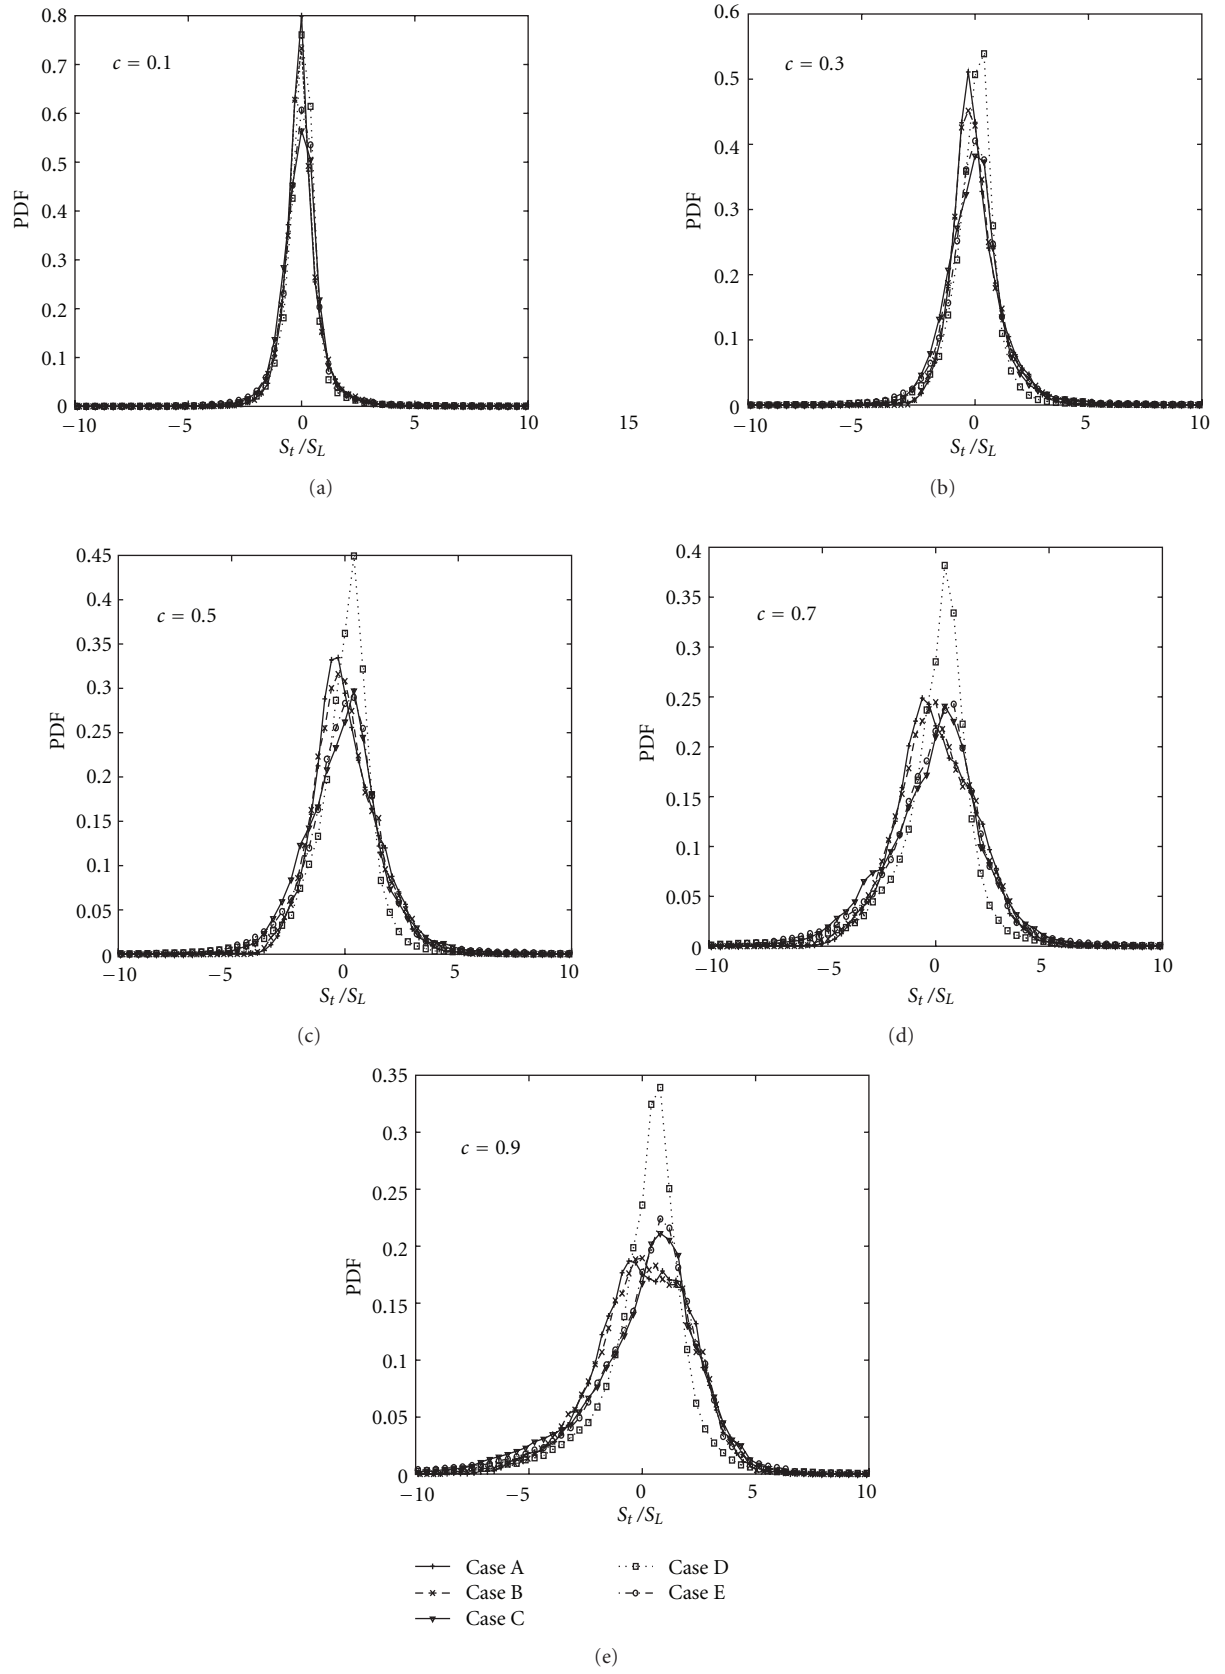 0.8
0.7
0.6
0.5
0.4
0.3
0.2
0.1
0
PDF
c = 0.1
−10
−5
0
5
10
15
St/SL
(a)
0.6
0.5
0.4
0.3
0.2
0.1
0
PDF
c = 0.3
−10
−5
0
5
10
St/SL
(b)
0.45
0.4
0.35
0.3
0.25
0.2
0.15
0.1
0.05
0
PDF
c = 0.5
−10
−5
0
5
10
St/SL
(c)
0.4
0.35
0.3
0.25
0.2
0.15
0.1
0.05
0
PDF
c = 0.7
−10
−5
0
5
10
St/SL
(d)
0.35
0.3
0.25
0.2
0.15
0.1
0.05
0
PDF
c = 0.9
−10
−5
0
5
10
St/SL
Case A
Case B
Case C
Case D
Case E
(e)